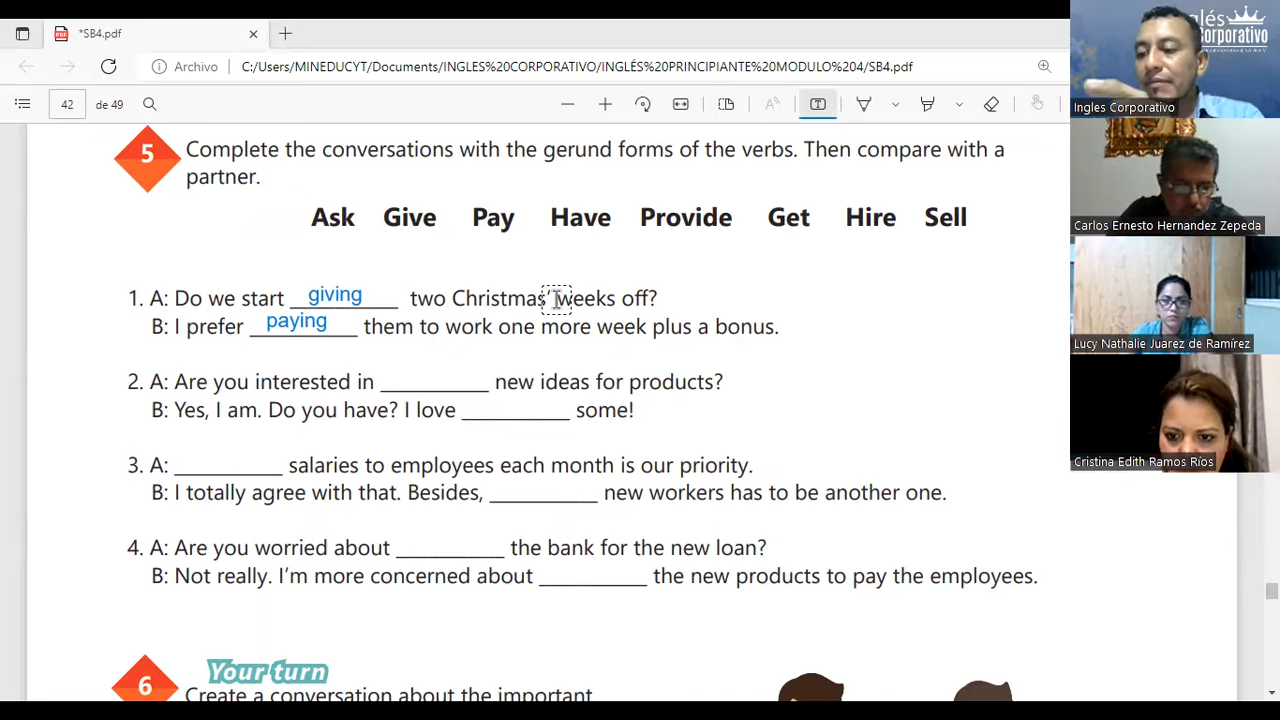 *SB4.pdf
Archivo
C:/Users/MINEDUCYT/Documents/INGLES%20CORPORATIVO/INGLÉS%20PRINCIPIANTE%20MODULO%204/SB4.pdf
42 de 49
5
Complete the conversations with the gerund forms of the verbs. Then compare with a
partner.
Ask Give Pay Have Provide Get Hire Sell
1. A: Do we start giving two Christmas' weeks off?
B: I prefer paying them to work one more week plus a bonus.
2. A: Are you interested in __________ new ideas for products?
B: Yes, I am. Do you have? I love __________ some!
3. A: __________ salaries to employees each month is our priority.
B: I totally agree with that. Besides, __________ new workers has to be another one.
4. A: Are you worried about __________ the bank for the new loan?
B: Not really. I'm more concerned about __________ the new products to pay the employees.
6
Your turn
Create a conversation about the important
Inglés
Corporativo
Ingles Corporativo
Carlos Ernesto Hernandez Zepeda
Lucy Nathalie Juarez de Ramírez
Cristina Edith Ramos Ríos